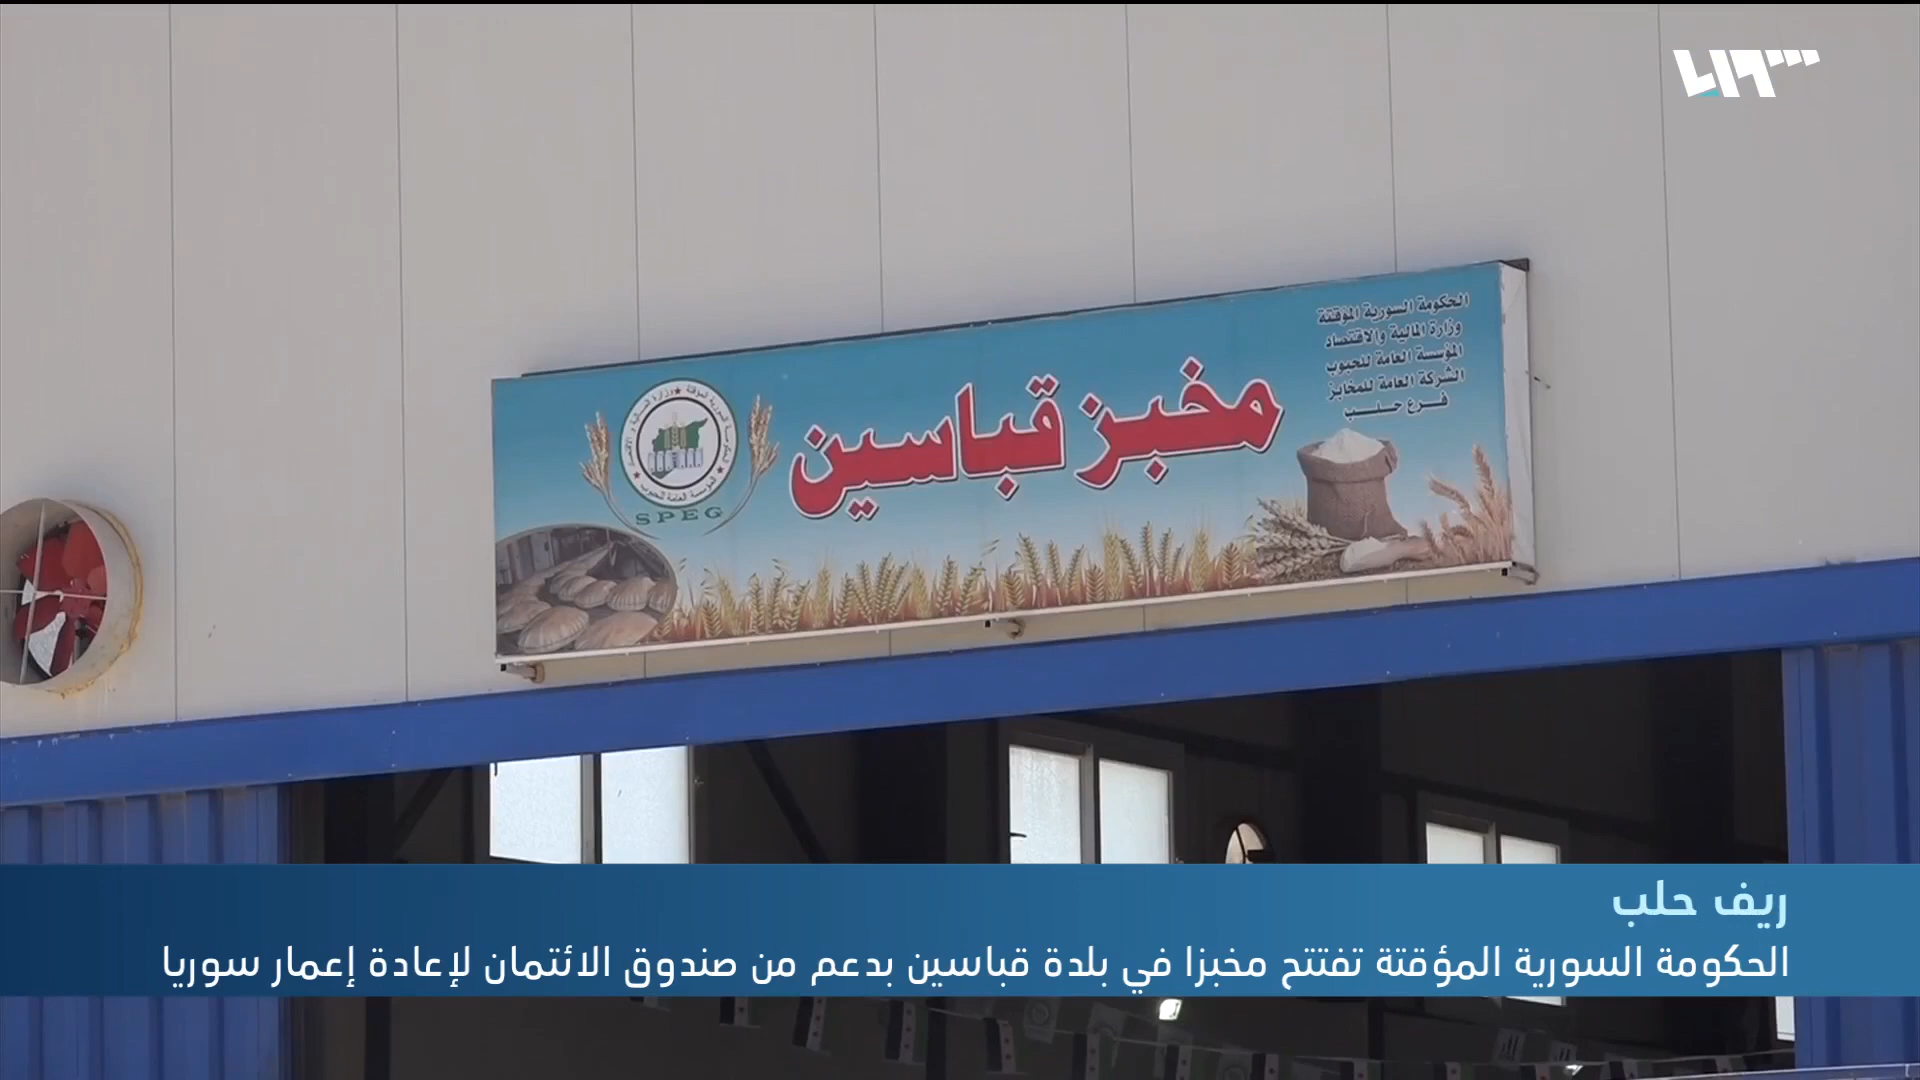 سوريا
الحكومة السورية المؤقتة
وزارة المالية والاقتصاد
المؤسسة العامة للحبوب
الشركة العامة للمخابز
فرع حلب
مخبز قباسين
SPEG
ريف حلب
الحكومة السورية المؤقتة تفتتح مخبزا في بلدة قباسين بدعم من صندوق الائتمان لإعادة إعمار سوريا